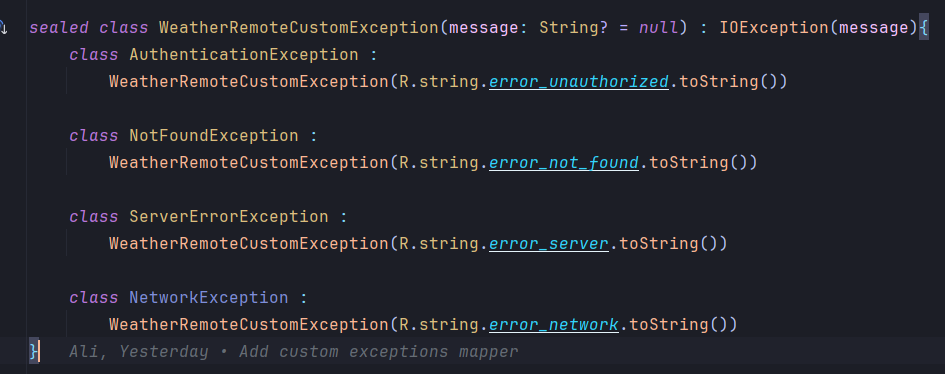 sealed class WeatherRemoteCustomException(message: String? = null) : IOException(message){
class AuthenticationException :
WeatherRemoteCustomException(R.string.error_unauthorized.toString())
class NotFoundException :
WeatherRemoteCustomException(R.string.error_not_found.toString())
class ServerErrorException :
WeatherRemoteCustomException(R.string.error_server.toString())
class NetworkException :
WeatherRemoteCustomException(R.string.error_network.toString())
} Ali, Yesterday • Add custom exceptions mapper